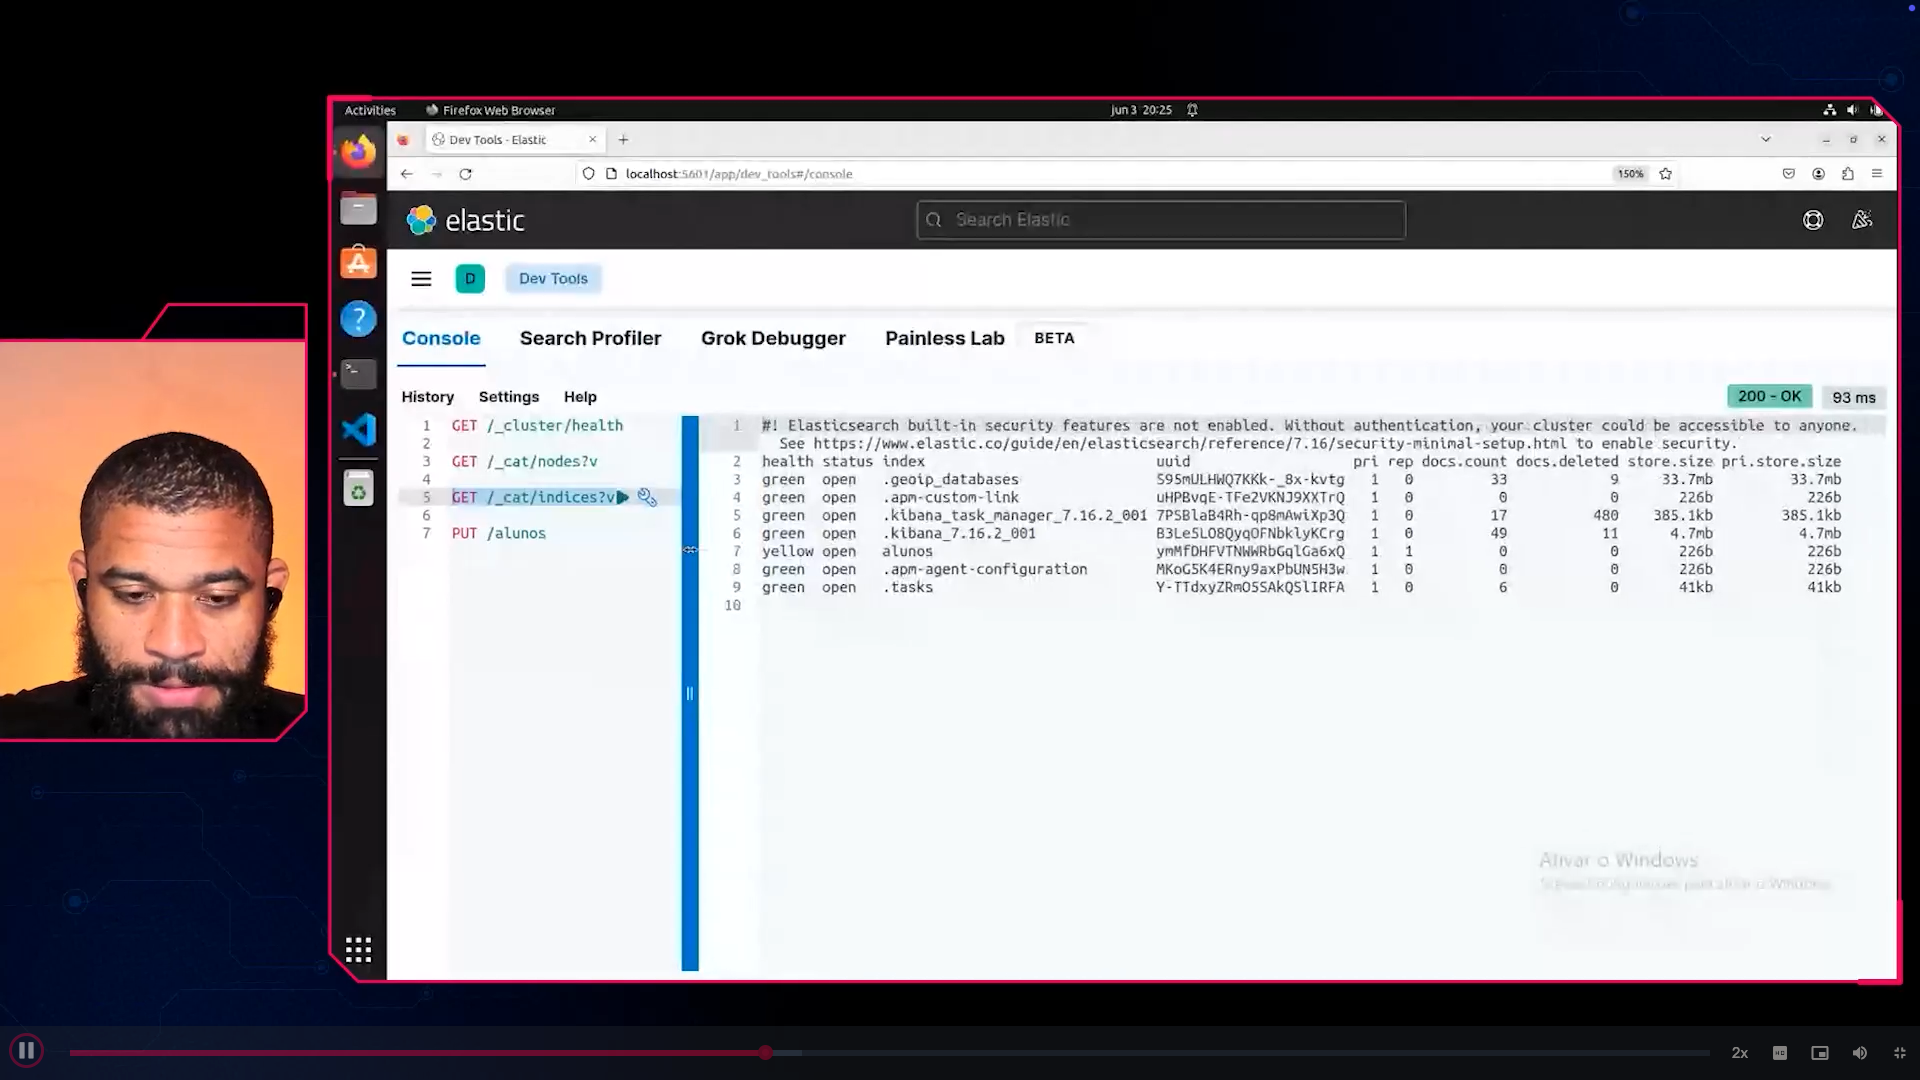 Activities Firefox Web Browser jun 3 20:25
Dev Tools - Elastic
localhost:5601/app/dev_tools#/console 150%
elastic Search Elastic
D Dev Tools
Console Search Profiler Grok Debugger Painless Lab BETA
History Settings Help 200 - OK 93 ms
1 GET /_cluster/health
2
3 GET /_cat/nodes?v
4
5 GET /_cat/indices?v
6
7 PUT /alunos
1 #! Elasticsearch built-in security features are not enabled. Without authentication, your cluster could be accessible to anyone.
See https://www.elastic.co/guide/en/elasticsearch/reference/7.16/security-minimal-setup.html to enable security.
2 health status index uuid pri rep docs.count docs.deleted store.size pri.store.size
3 green open .geoip_databases S95mULHWQ7KKk-_8x-kvtg 1 0 33 9 33.7mb 33.7mb
4 green open .apm-custom-link uHPBvqE-TFe2VKNJ9XXTrQ 1 0 0 0 226b 226b
5 green open .kibana_task_manager_7.16.2_001 7PSBlaB4Rh-qp8mAwiXp3Q 1 0 17 480 385.1kb 385.1kb
6 green open .kibana_7.16.2_001 B3Le5LO8QyqOFNbklyKCrg 1 0 49 11 4.7mb 4.7mb
7 yellow open alunos ymMfDHFVTNWWRbGqlGa6xQ 1 1 0 0 226b 226b
8 green open .apm-agent-configuration MKoG5K4ERny9axPbUN5H3w 1 0 0 0 226b 226b
9 green open .tasks Y-TTdxyZRmO5SAkQSlIRFA 1 0 6 0 41kb 41kb
10
Ativar o Windows
2x